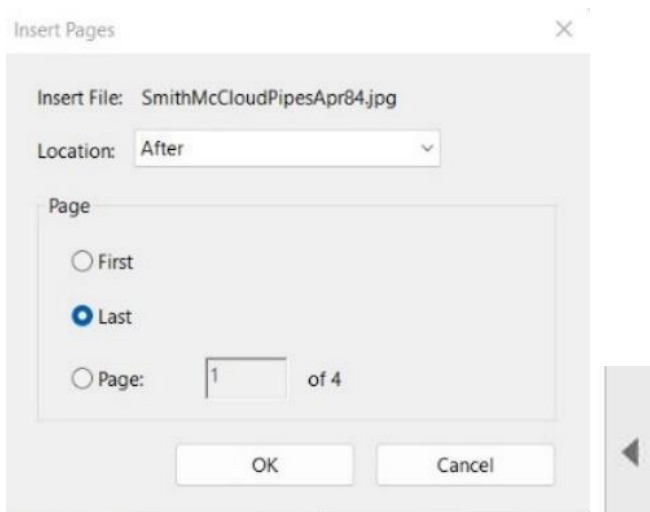 Insert Pages
Insert File: SmithMcCloudPipesApr84.jpg
Location: After
Page
First
Last
Page: 1 of 4
OK Cancel